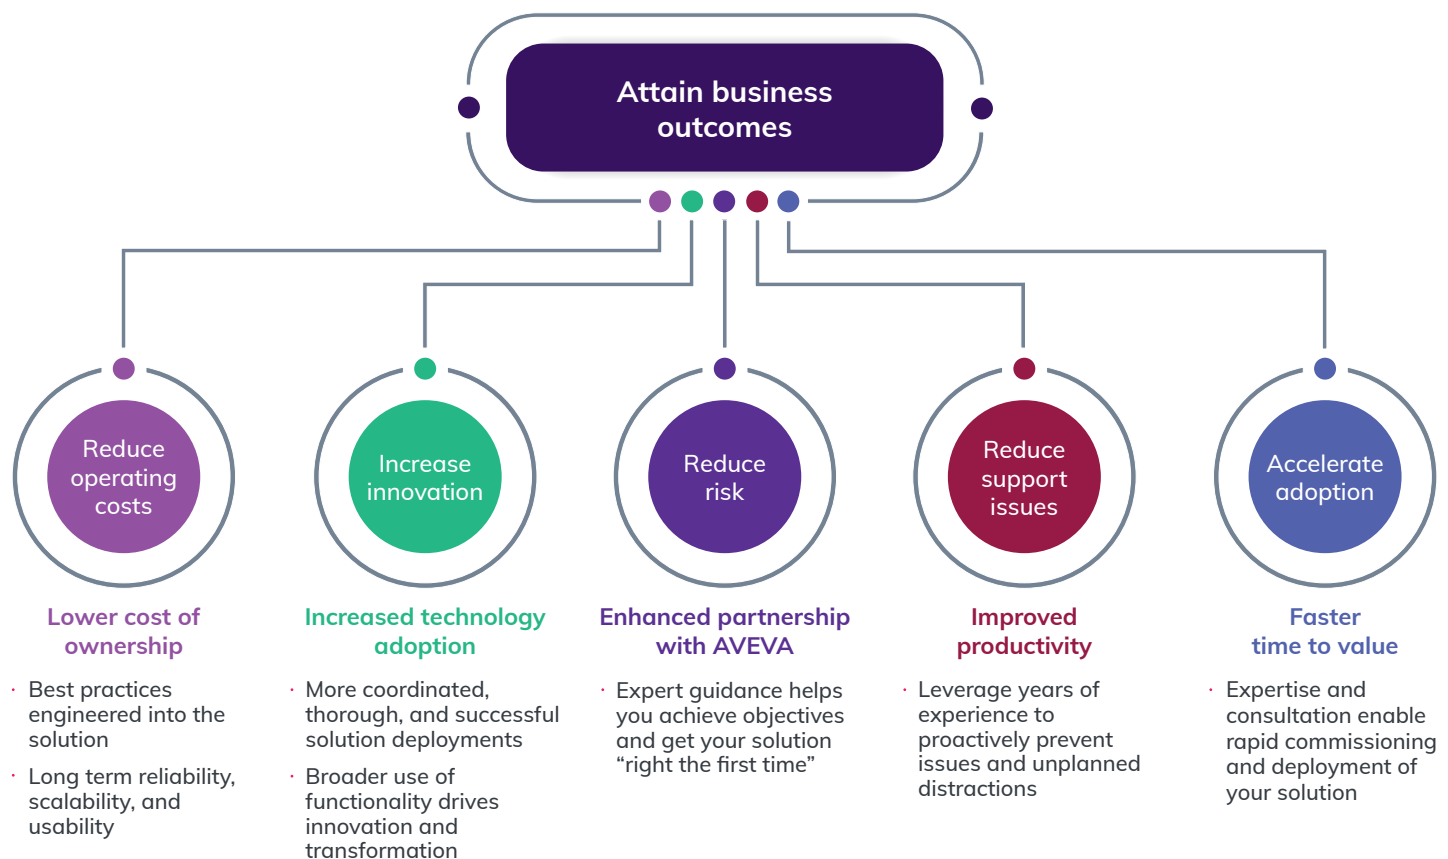 Attain business
outcomes
Reduce
operating
costs
Increase
innovation
Reduce
risk
Reduce
support
issues
Accelerate
adoption
Lower cost of
ownership
· Best practices
engineered into the
solution
· Long term reliability,
scalability, and
usability
Increased technology
adoption
· More coordinated,
thorough, and successful
solution deployments
· Broader use of
functionality drives
innovation and
transformation
Enhanced partnership
with AVEVA
· Expert guidance helps
you achieve objectives
and get your solution
“right the first time”
Improved
productivity
· Leverage years of
experience to
proactively prevent
issues and unplanned
distractions
Faster
time to value
· Expertise and
consultation enable
rapid commissioning
and deployment of
your solution